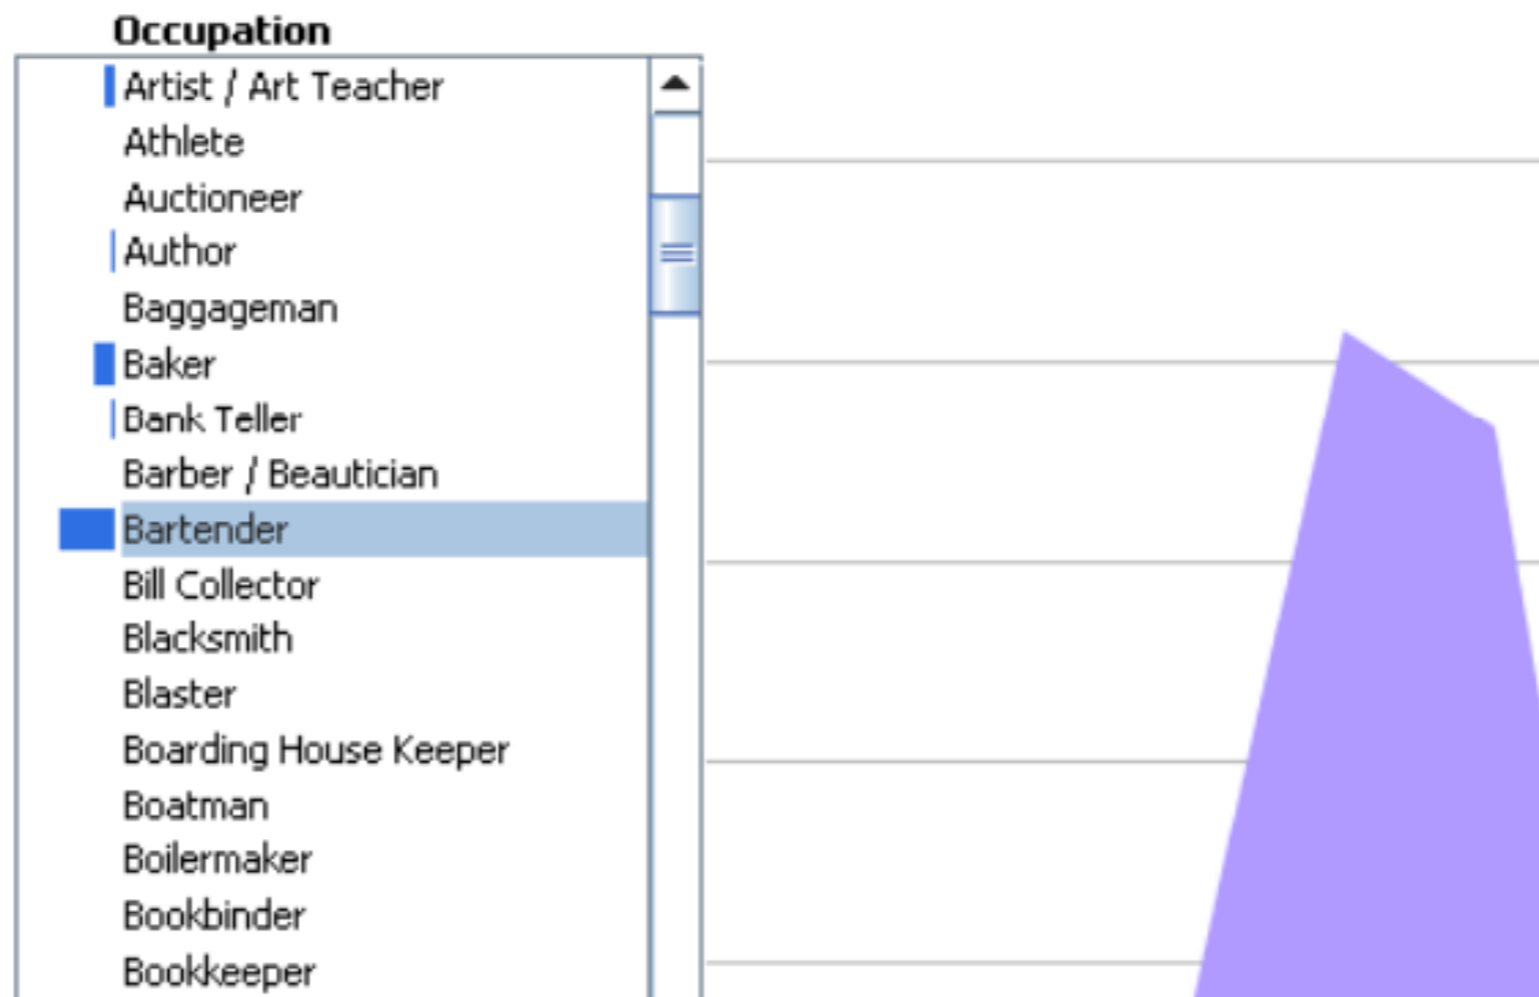 Occupation
Artist / Art Teacher
Athlete
Auctioneer
Author
Baggageman
Baker
Bank Teller
Barber / Beautician
Bartender
Bill Collector
Blacksmith
Blaster
Boarding House Keeper
Boatman
Boilermaker
Bookbinder
Bookkeeper